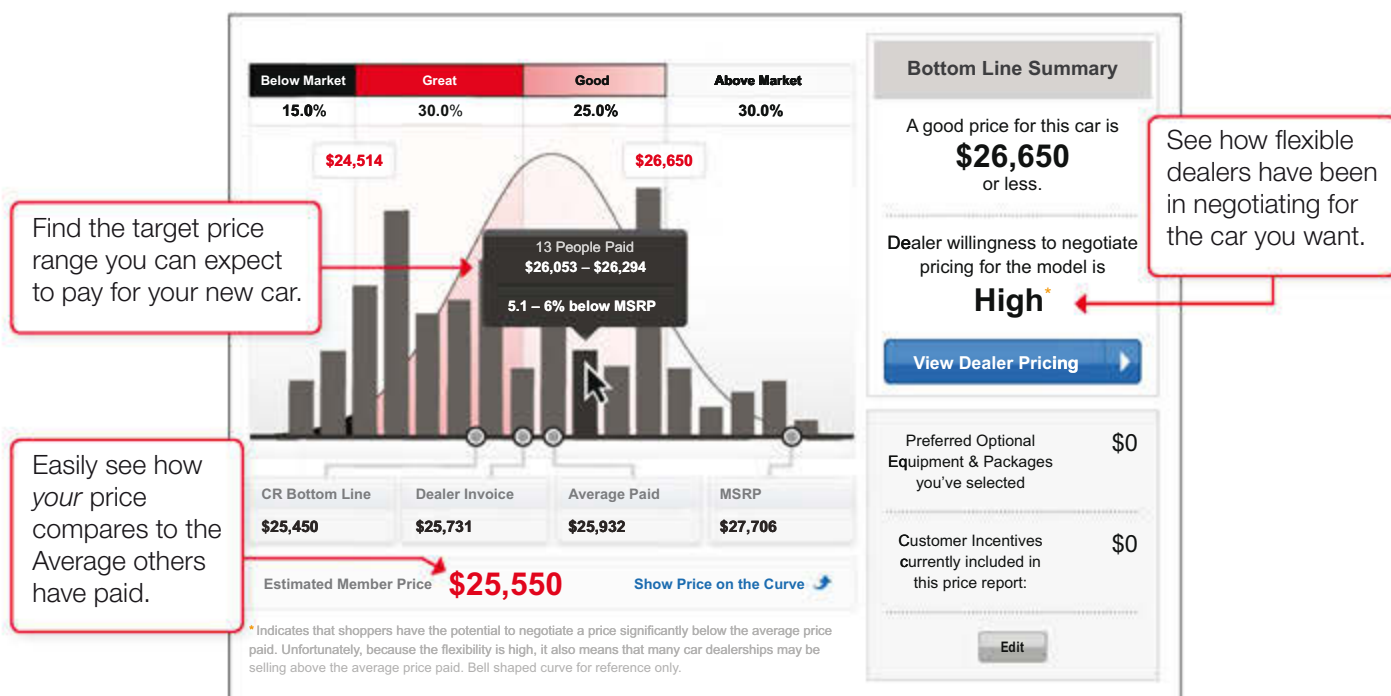 Below Market Great Good Above Market
15.0% 30.0% 25.0% 30.0%
$24,514 $26,650
13 People Paid
$26,053 – $26,294
5.1 – 6% below MSRP
Find the target price
range you can expect
to pay for your new car.
Easily see how
your price
compares to the
Average others
have paid.
CR Bottom Line Dealer Invoice Average Paid MSRP
$25,450 $25,731 $25,932 $27,706
Estimated Member Price $25,550 Show Price on the Curve
* Indicates that shoppers have the potential to negotiate a price significantly below the average price
paid. Unfortunately, because the flexibility is high, it also means that many car dealerships may be
selling above the average price paid. Bell shaped curve for reference only.
Bottom Line Summary
A good price for this car is
$26,650
or less.
Dealer willingness to negotiate
pricing for the model is
High*
View Dealer Pricing
See how flexible
dealers have been
in negotiating for
the car you want.
Preferred Optional
Equipment & Packages
you've selected
$0
Customer Incentives
currently included in
this price report:
$0
Edit